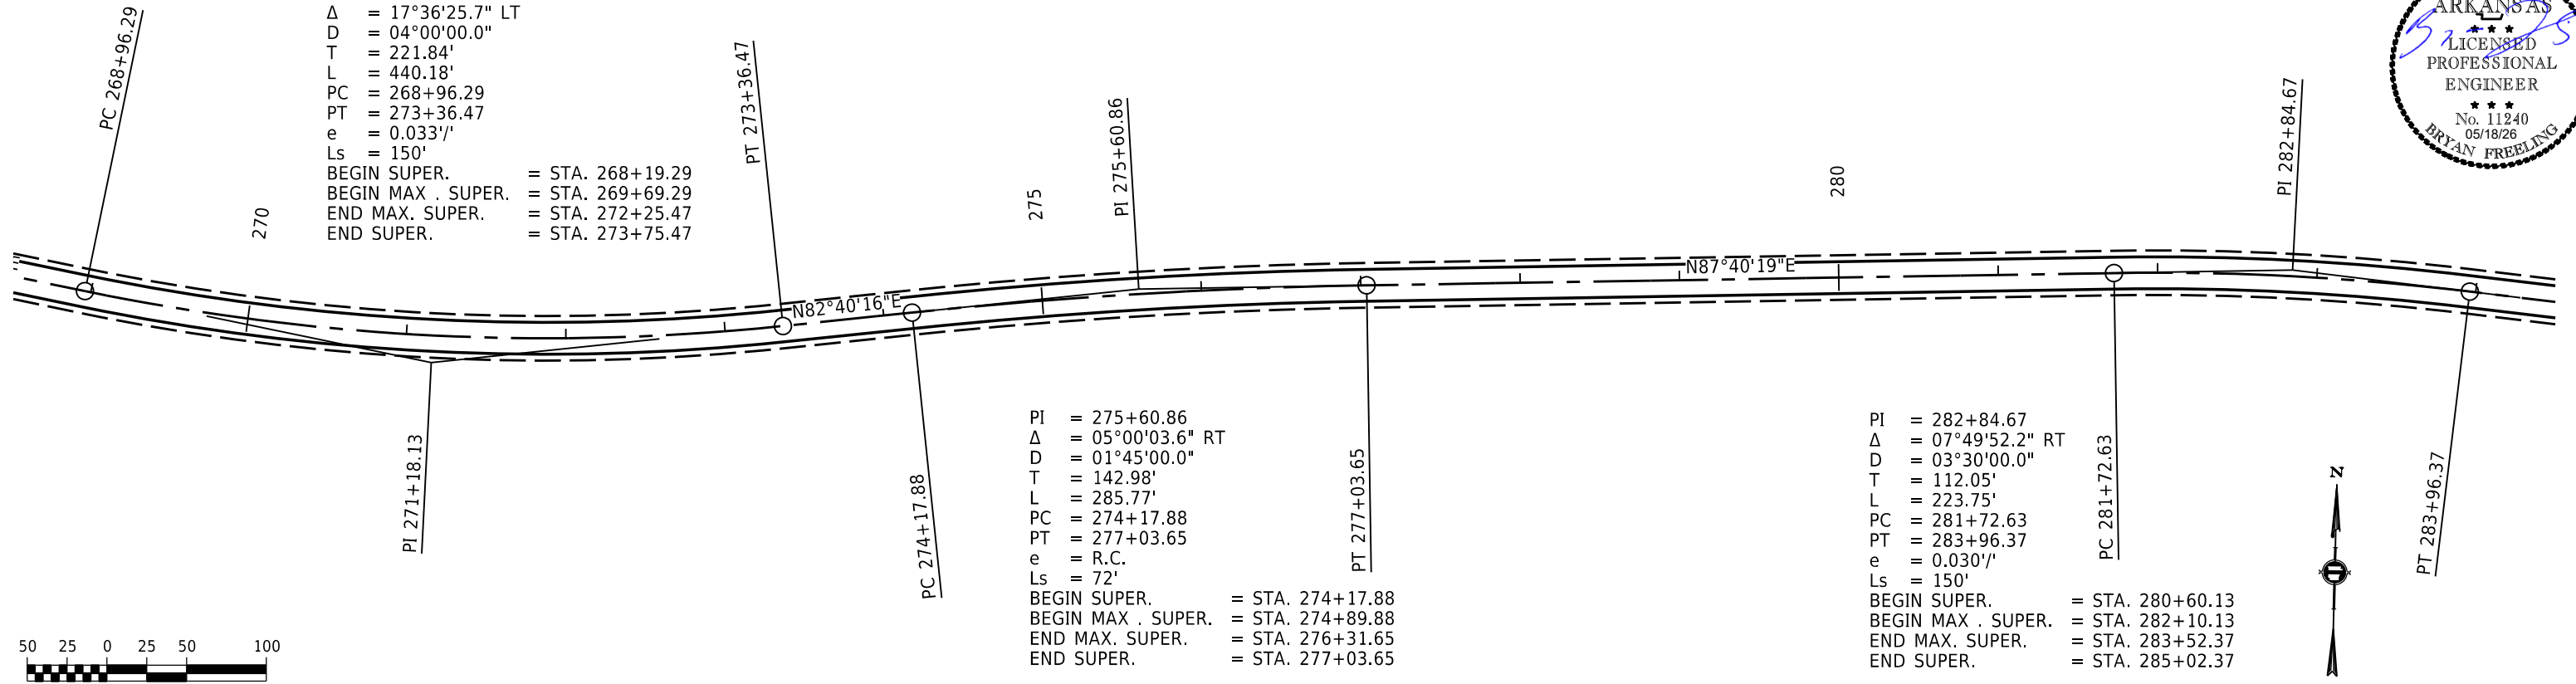 PC 268+96.29
Δ = 17°36'25.7" LT
D = 04°00'00.0"
T = 221.84'
L = 440.18'
PC = 268+96.29
PT = 273+36.47
e = 0.033'/'
Ls = 150'
BEGIN SUPER. = STA. 268+19.29
BEGIN MAX . SUPER. = STA. 269+69.29
END MAX. SUPER. = STA. 272+25.47
END SUPER. = STA. 273+75.47
PT 273+36.47
PI 275+60.86
PI 282+84.67
ARKANSAS
★ ★ ★
LICENSED
PROFESSIONAL
ENGINEER
★ ★ ★
No. 11240
05/18/26
BRYAN FREELING
270
275
280
N82°40'16"E
N87°40'19"E
PI 271+18.13
PC 274+17.88
PI = 275+60.86
Δ = 05°00'03.6" RT
D = 01°45'00.0"
T = 142.98'
L = 285.77'
PC = 274+17.88
PT = 277+03.65
e = R.C.
Ls = 72'
BEGIN SUPER. = STA. 274+17.88
BEGIN MAX . SUPER. = STA. 274+89.88
END MAX. SUPER. = STA. 276+31.65
END SUPER. = STA. 277+03.65
PT 277+03.65
PI = 282+84.67
Δ = 07°49'52.2" RT
D = 03°30'00.0"
T = 112.05'
L = 223.75'
PC = 281+72.63
PT = 283+96.37
e = 0.030'/'
Ls = 150'
BEGIN SUPER. = STA. 280+60.13
BEGIN MAX . SUPER. = STA. 282+10.13
END MAX. SUPER. = STA. 283+52.37
END SUPER. = STA. 285+02.37
PC 281+72.63
N
PT 283+96.37
50 25 0 25 50 100